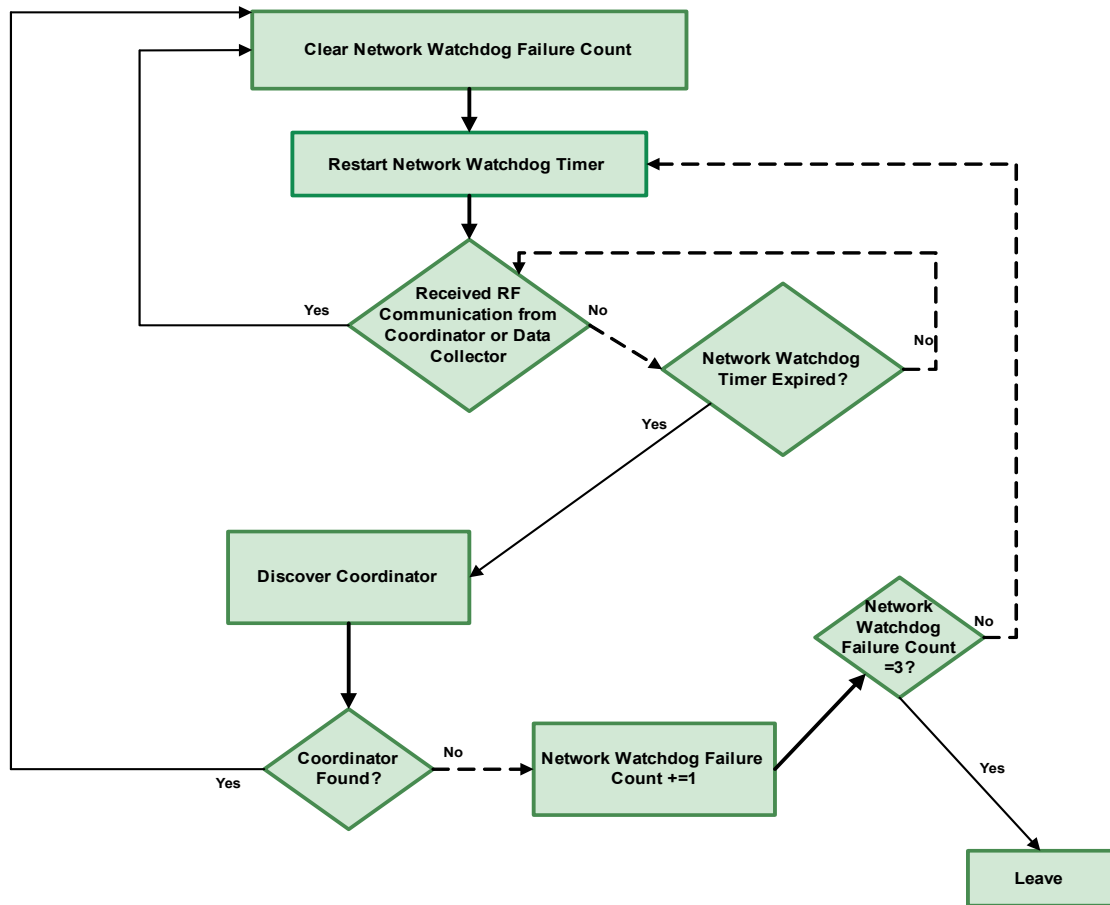 Clear Network Watchdog Failure Count
Restart Network Watchdog Timer
Received RF
Communication from
Coordinator or Data
Collector
Yes
No
Network Watchdog
Timer Expired?
No
Yes
Discover Coordinator
Network
Watchdog
Failure Count
=3?
No
Coordinator
Found?
Yes
No
Network Watchdog Failure
Count +=1
Yes
Leave